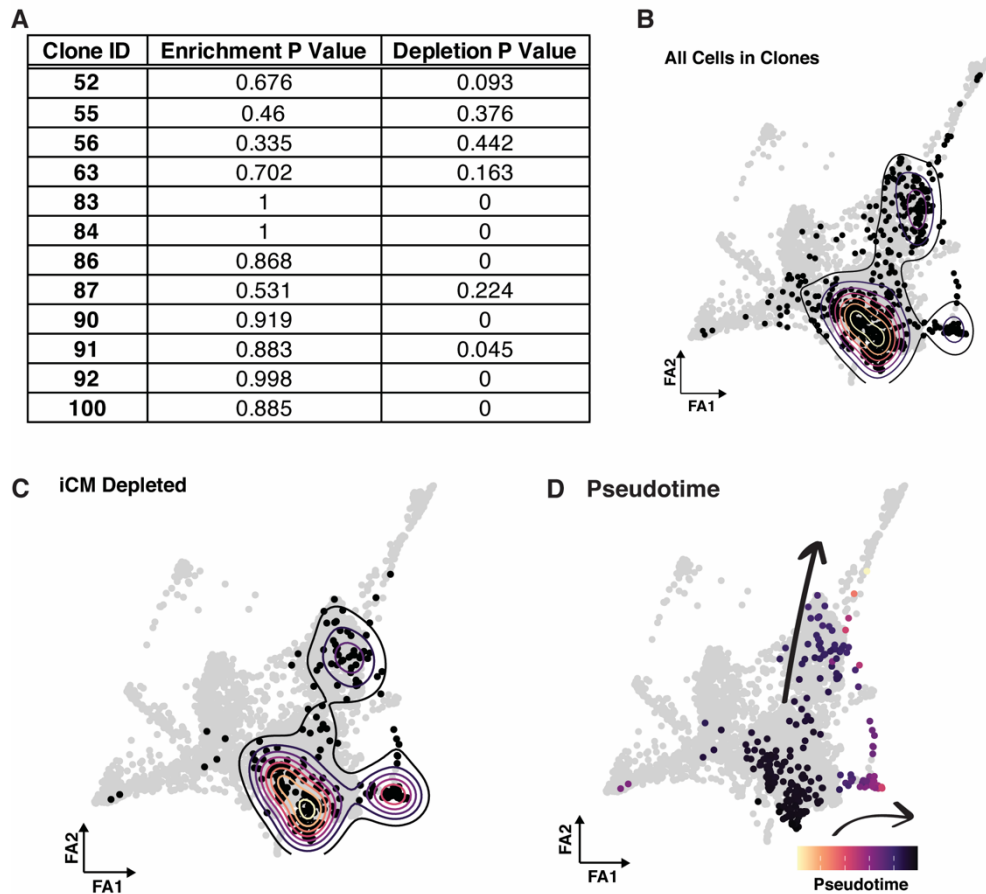 A
Clone ID Enrichment P Value Depletion P Value
52 0.676 0.093
55 0.46 0.376
56 0.335 0.442
63 0.702 0.163
83 1 0
84 1 0
86 0.868 0
87 0.531 0.224
90 0.919 0
91 0.883 0.045
92 0.998 0
100 0.885 0
B
All Cells in Clones
FA2
FA1
C iCM Depleted
FA2
FA1
D Pseudotime
FA2
FA1
Pseudotime